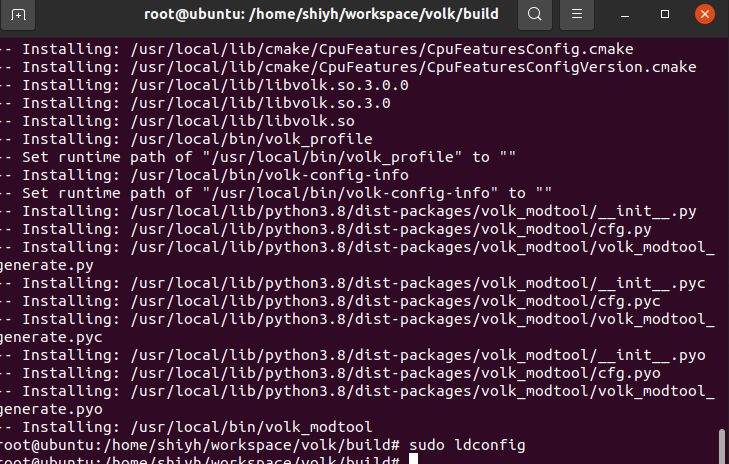 root@ubuntu: /home/shiyh/workspace/volk/build
-- Installing: /usr/local/lib/cmake/CpuFeatures/CpuFeaturesConfig.cmake
-- Installing: /usr/local/lib/cmake/CpuFeatures/CpuFeaturesConfigVersion.cmake
-- Installing: /usr/local/lib/libvolk.so.3.0.0
-- Installing: /usr/local/lib/libvolk.so.3.0
-- Installing: /usr/local/lib/libvolk.so
-- Installing: /usr/local/bin/volk_profile
-- Set runtime path of "/usr/local/bin/volk_profile" to ""
-- Installing: /usr/local/bin/volk-config-info
-- Set runtime path of "/usr/local/bin/volk-config-info" to ""
-- Installing: /usr/local/lib/python3.8/dist-packages/volk_modtool/__init__.py
-- Installing: /usr/local/lib/python3.8/dist-packages/volk_modtool/cfg.py
-- Installing: /usr/local/lib/python3.8/dist-packages/volk_modtool/volk_modtool_
generate.py
-- Installing: /usr/local/lib/python3.8/dist-packages/volk_modtool/__init__.pyc
-- Installing: /usr/local/lib/python3.8/dist-packages/volk_modtool/cfg.pyc
-- Installing: /usr/local/lib/python3.8/dist-packages/volk_modtool/volk_modtool_
generate.pyc
-- Installing: /usr/local/lib/python3.8/dist-packages/volk_modtool/__init__.pyo
-- Installing: /usr/local/lib/python3.8/dist-packages/volk_modtool/cfg.pyo
-- Installing: /usr/local/lib/python3.8/dist-packages/volk_modtool/volk_modtool_
generate.pyo
-- Installing: /usr/local/bin/volk_modtool
root@ubuntu:/home/shiyh/workspace/volk/build# sudo ldconfig
root@ubuntu:/home/shiyh/workspace/volk/build#